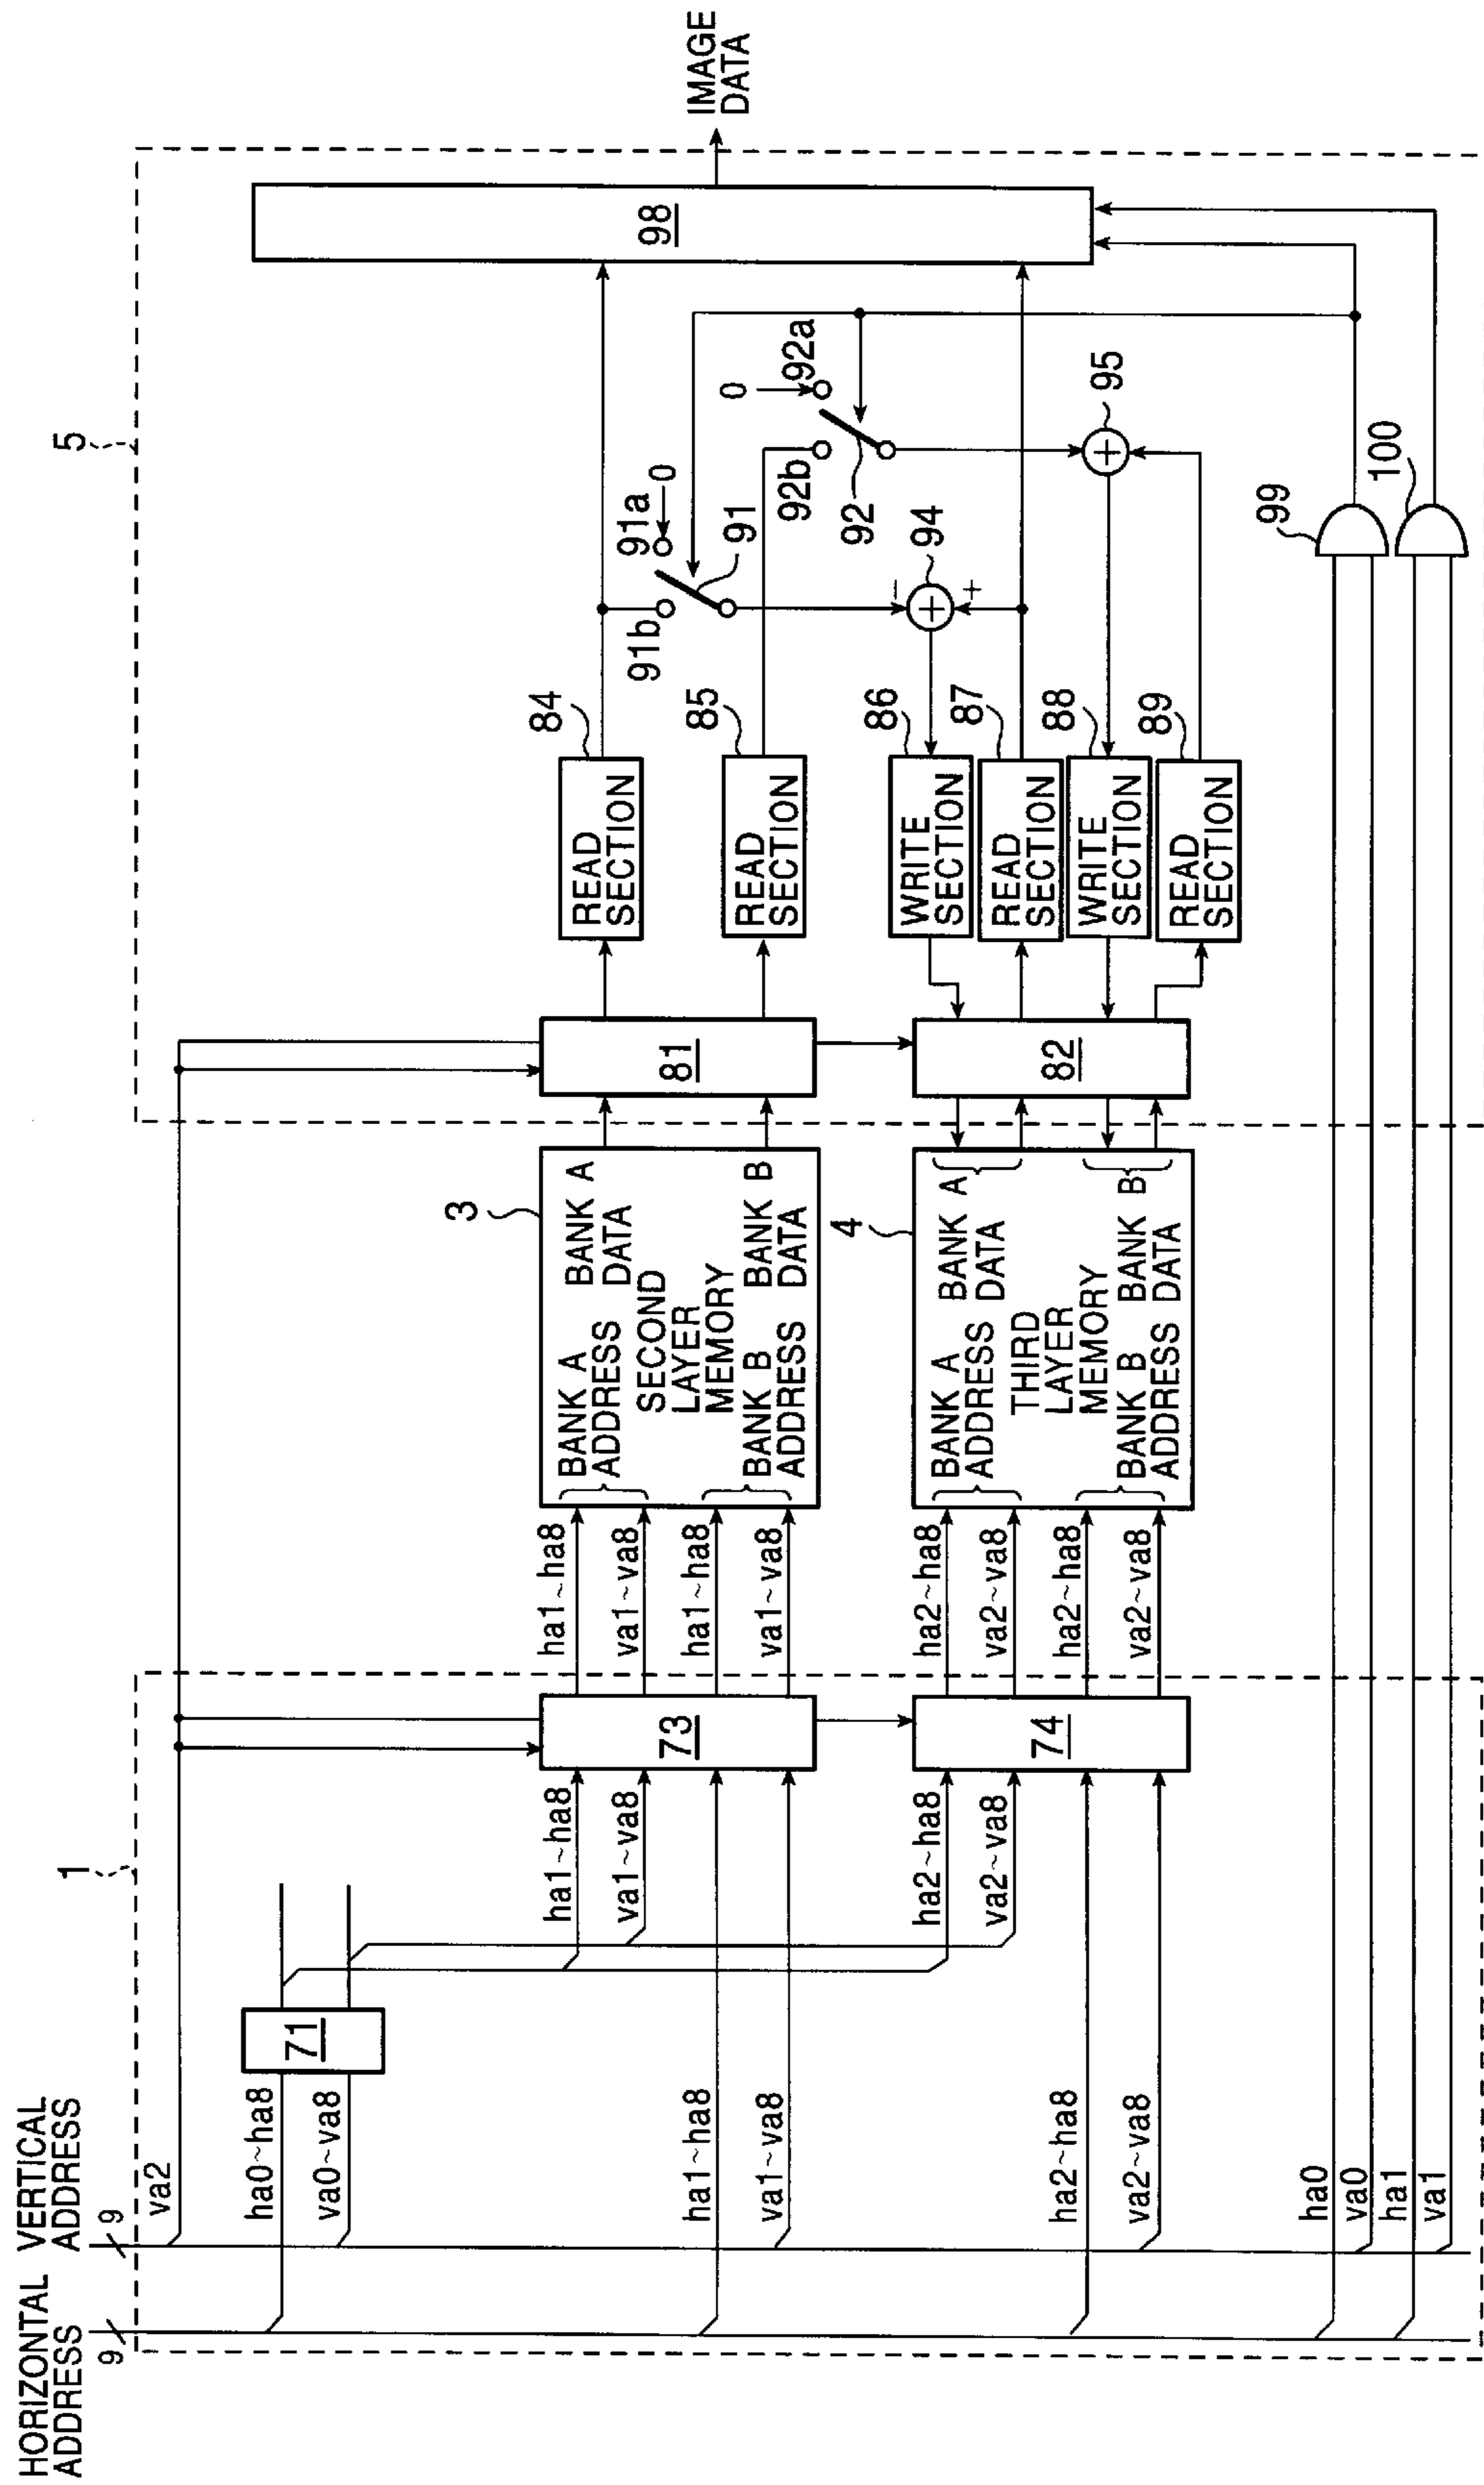 HORIZONTAL
ADDRESS
VERTICAL
ADDRESS
9
9
1
5
va2
ha0~ha8
va0~va8
71
ha1~ha8
va1~va8
ha1~ha8
va1~va8
73
ha1~ha8
va1~va8
ha1~ha8
va1~va8
3
BANK A
ADDRESS
BANK A
DATA
SECOND
LAYER
MEMORY
BANK B
ADDRESS
BANK B
DATA
81
READ
SECTION
84
READ
SECTION
85
91b
91a
0
91
92b
92a
0
92
98
IMAGE
DATA
ha2~ha8
va2~va8
ha2~ha8
va2~va8
74
ha2~ha8
va2~va8
ha2~ha8
va2~va8
4
BANK A
ADDRESS
BANK A
DATA
THIRD
LAYER
MEMORY
BANK B
ADDRESS
BANK B
DATA
82
WRITE
SECTION
86
READ
SECTION
87
WRITE
SECTION
88
READ
SECTION
89
−
+
+
94
+
95
ha0
va0
ha1
va1
99
100